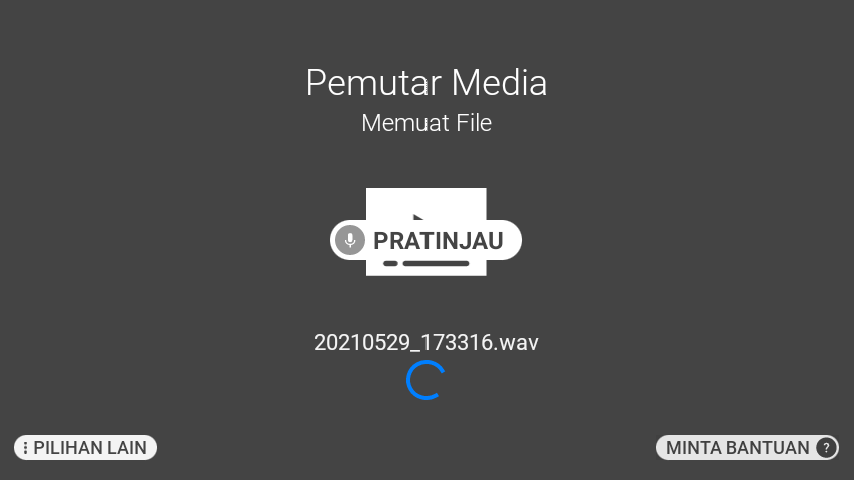 Pemutar Media
Memuat File
PRATINJAU
20210529_173316.wav
PILIHAN LAIN
MINTA BANTUAN ?